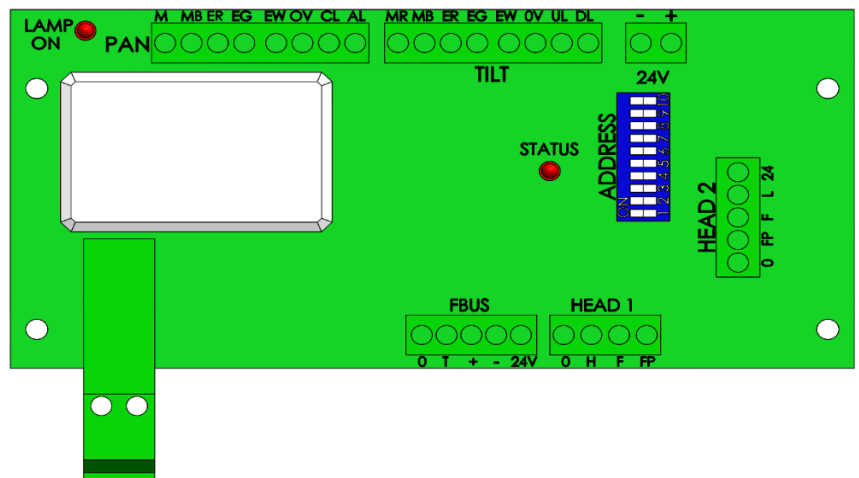 M MB ER EG EW OV CL AL
MR MB ER EG EW 0V UL DL
- +
LAMP
ON
PAN
TILT
24V
ADDRESS
ON
1 2 3 4 5 6 7 8 9 10
STATUS
HEAD 2
0 FP F L 24
FBUS
0 T + - 24V
HEAD 1
0 H F FP